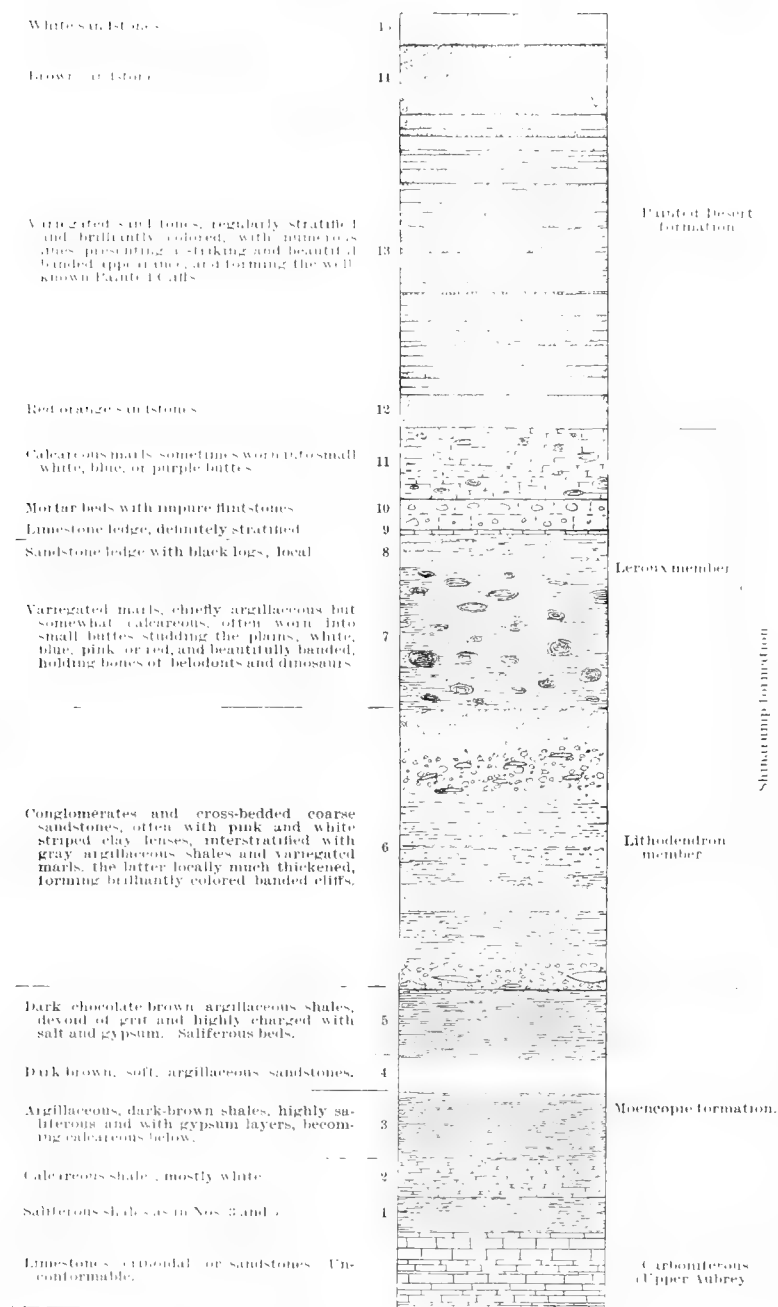 White sandstones
15
14
Variegated sandstones, regularly stratified
and brilliantly colored, with numerous
presenting a striking and beautiful
banded appearance, and forming the well-
known Painted Cliffs
13
Painted Desert
formation
Red orange sandstones
12
Calcareous marls sometimes worn into small
white, blue, or purple buttes
11
Mortar beds with impure flintstones
10
Limestone ledge, definitely stratified
9
Sandstone ledge with black logs, local
8
Leroux member
Variegated marls, chiefly argillaceous but
somewhat calcareous, often worn into
small buttes studding the plains, white,
blue, pink or red, and beautifully banded,
holding bones of belodonts and dinosaurs
7
Shinarump formation
Conglomerates and cross-bedded coarse
sandstones, often with pink and white
striped clay lenses, interstratified with
gray argillaceous shales and variegated
marls, the latter locally much thickened,
forming brilliantly colored banded cliffs.
6
Lithodendron
member
Dark chocolate brown argillaceous shales,
devoid of grit and highly charged with
salt and gypsum. Saliferous beds.
5
Dark brown, soft, argillaceous sandstones.
4
Argillaceous, dark-brown shales, highly sa-
liferous and with gypsum layers, becom-
ing calcareous below.
3
Moencopie formation.
Calcareous shale, mostly white
2
Saliferous shales as in Nos. 3 and 5
1
Limestones crinoidal or sandstones Un-
conformable.
Carboniferous
(Upper Aubrey